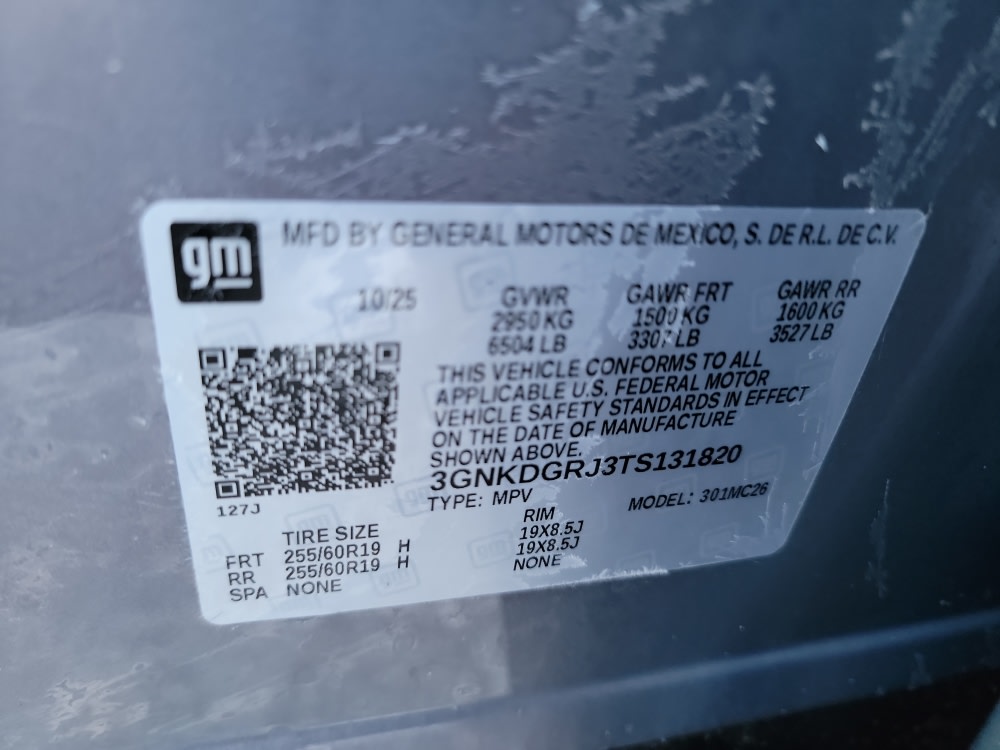 gm
MFD BY GENERAL MOTORS DE MEXICO, S. DE R.L. DE C.V.
10/25
GVWR GAWR FRT GAWR RR
2950 KG 1500 KG 1600 KG
6504 LB 3307 LB 3527 LB
THIS VEHICLE CONFORMS TO ALL
APPLICABLE U.S. FEDERAL MOTOR
VEHICLE SAFETY STANDARDS IN EFFECT
ON THE DATE OF MANUFACTURE
SHOWN ABOVE.
3GNKDGRJ3TS131820
TYPE: MPV MODEL: 301MC26
127J
TIRE SIZE RIM
FRT 255/60R19 H 19X8.5J
RR 255/60R19 H 19X8.5J
SPA NONE NONE